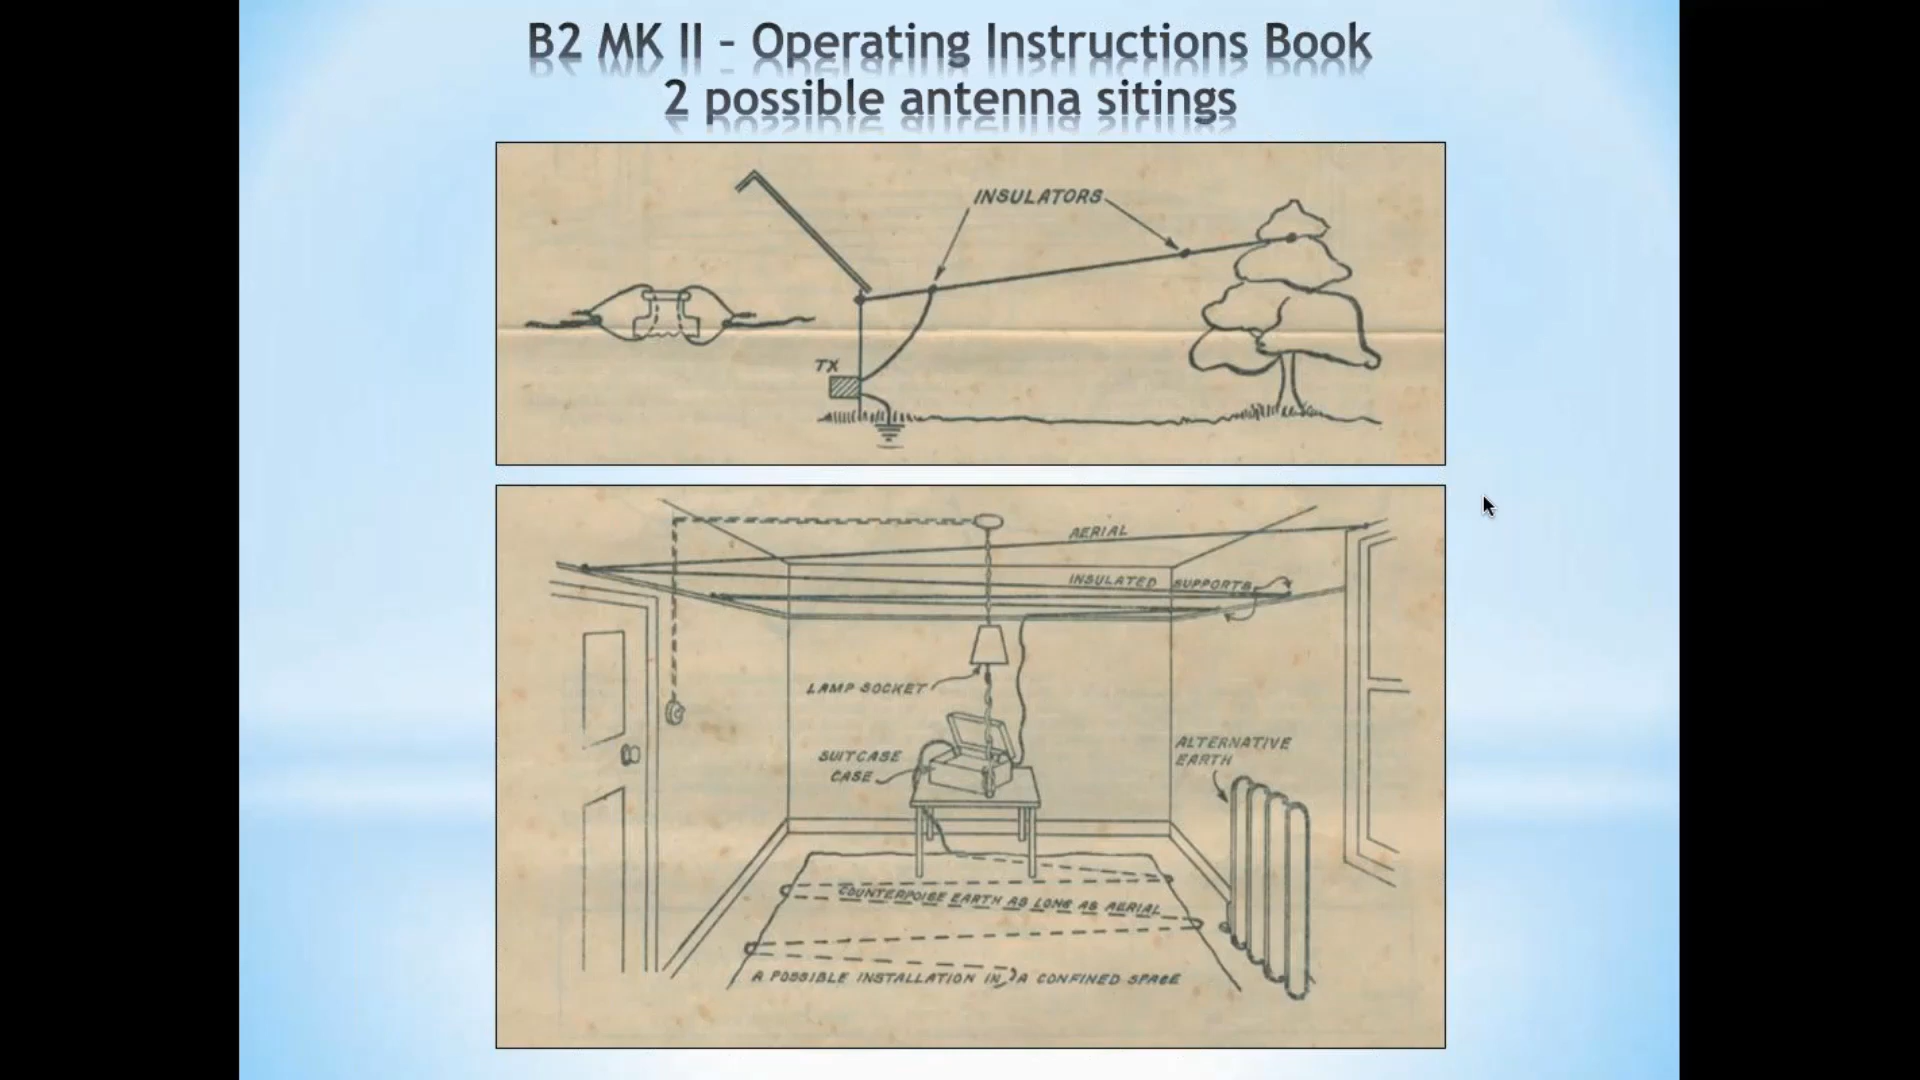 B2 MK II – Operating Instructions Book
2 possible antenna sitings
INSULATORS
TX
AERIAL
INSULATED SUPPORTS
LAMP SOCKET
SUITCASE
CASE
ALTERNATIVE
EARTH
COUNTERPOISE EARTH AS LONG AS AERIAL
A POSSIBLE INSTALLATION IN A CONFINED SPACE